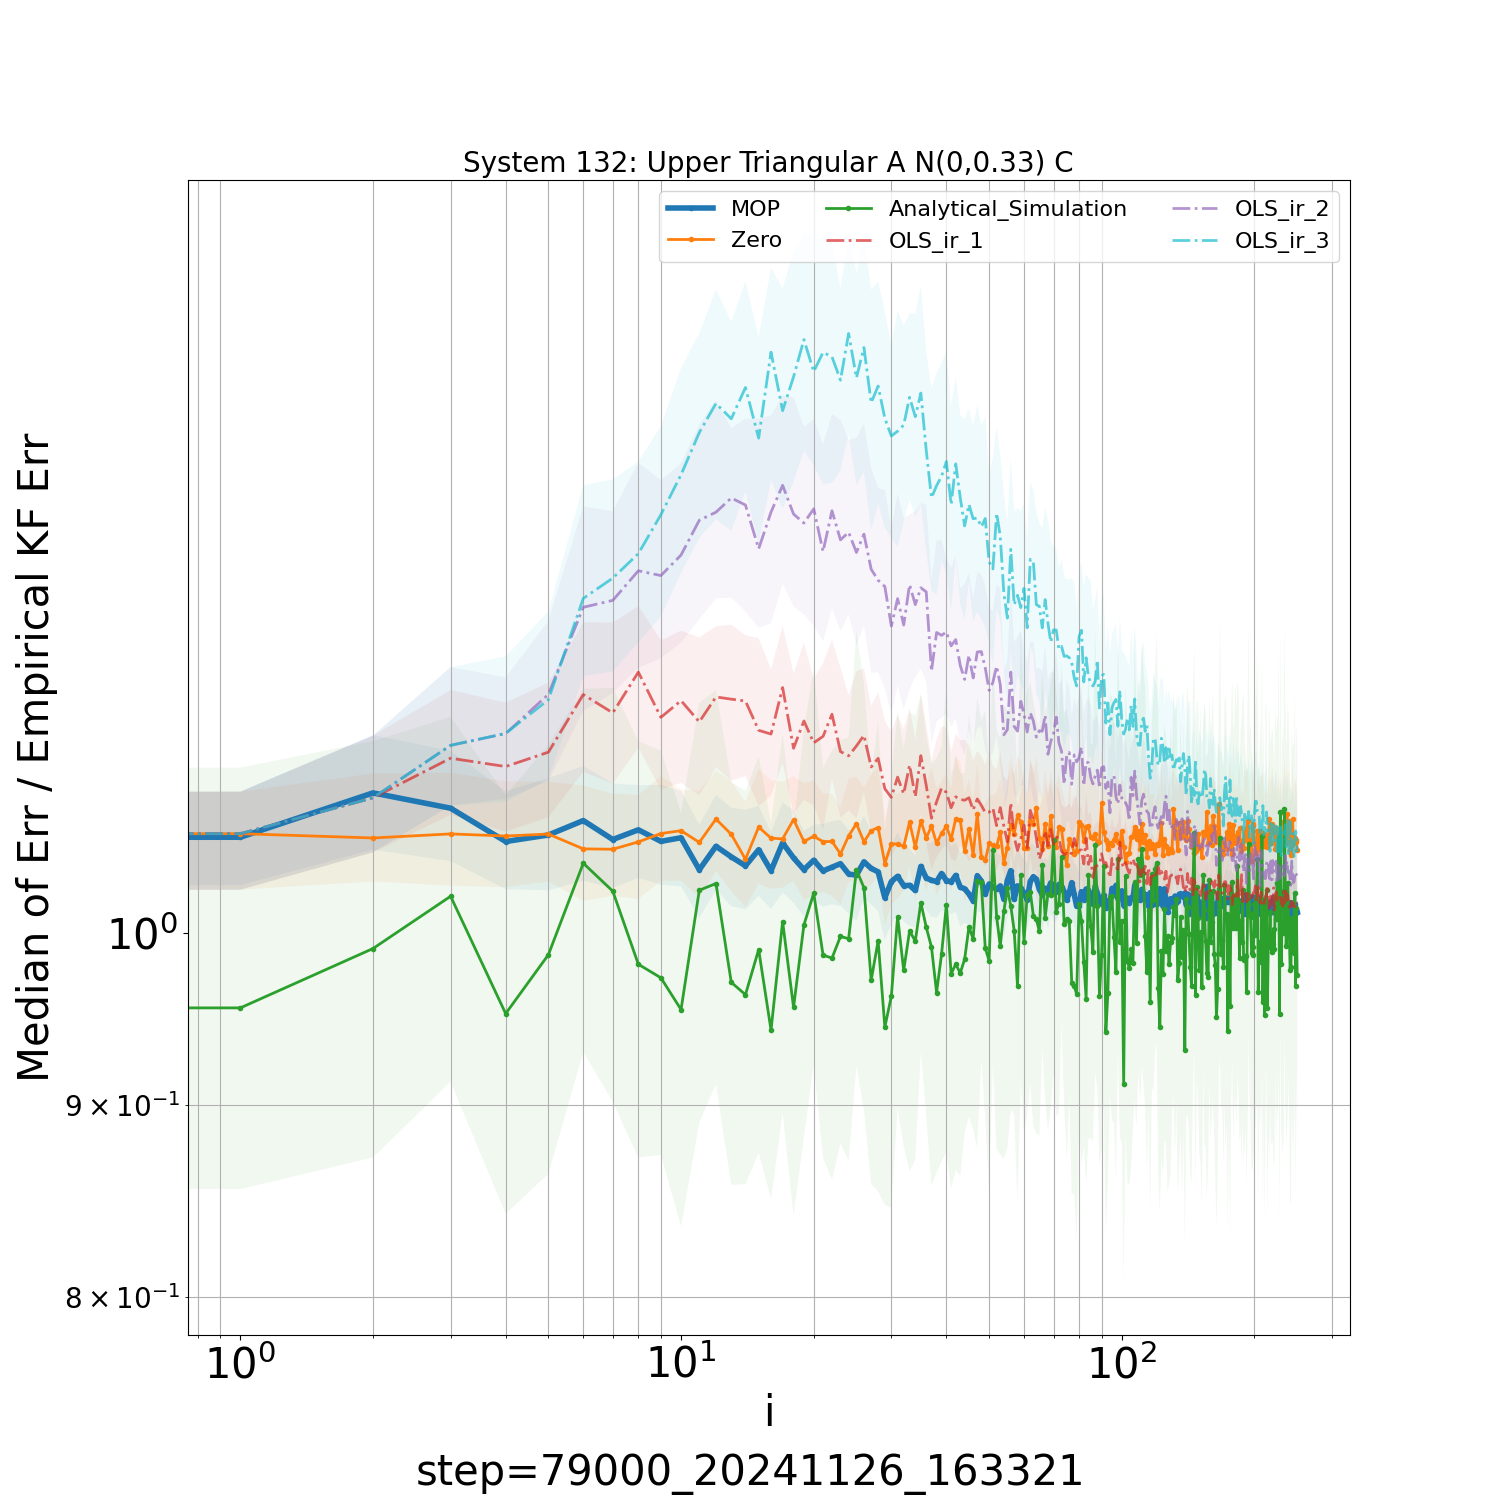 System 132: Upper Triangular A N(0,0.33) C
MOP
Zero
Analytical_Simulation
OLS_ir_1
OLS_ir_2
OLS_ir_3
Median of Err / Empirical KF Err
10⁰
9 × 10⁻¹
8 × 10⁻¹
10⁰ 10¹ 10²
i
step=79000_20241126_163321